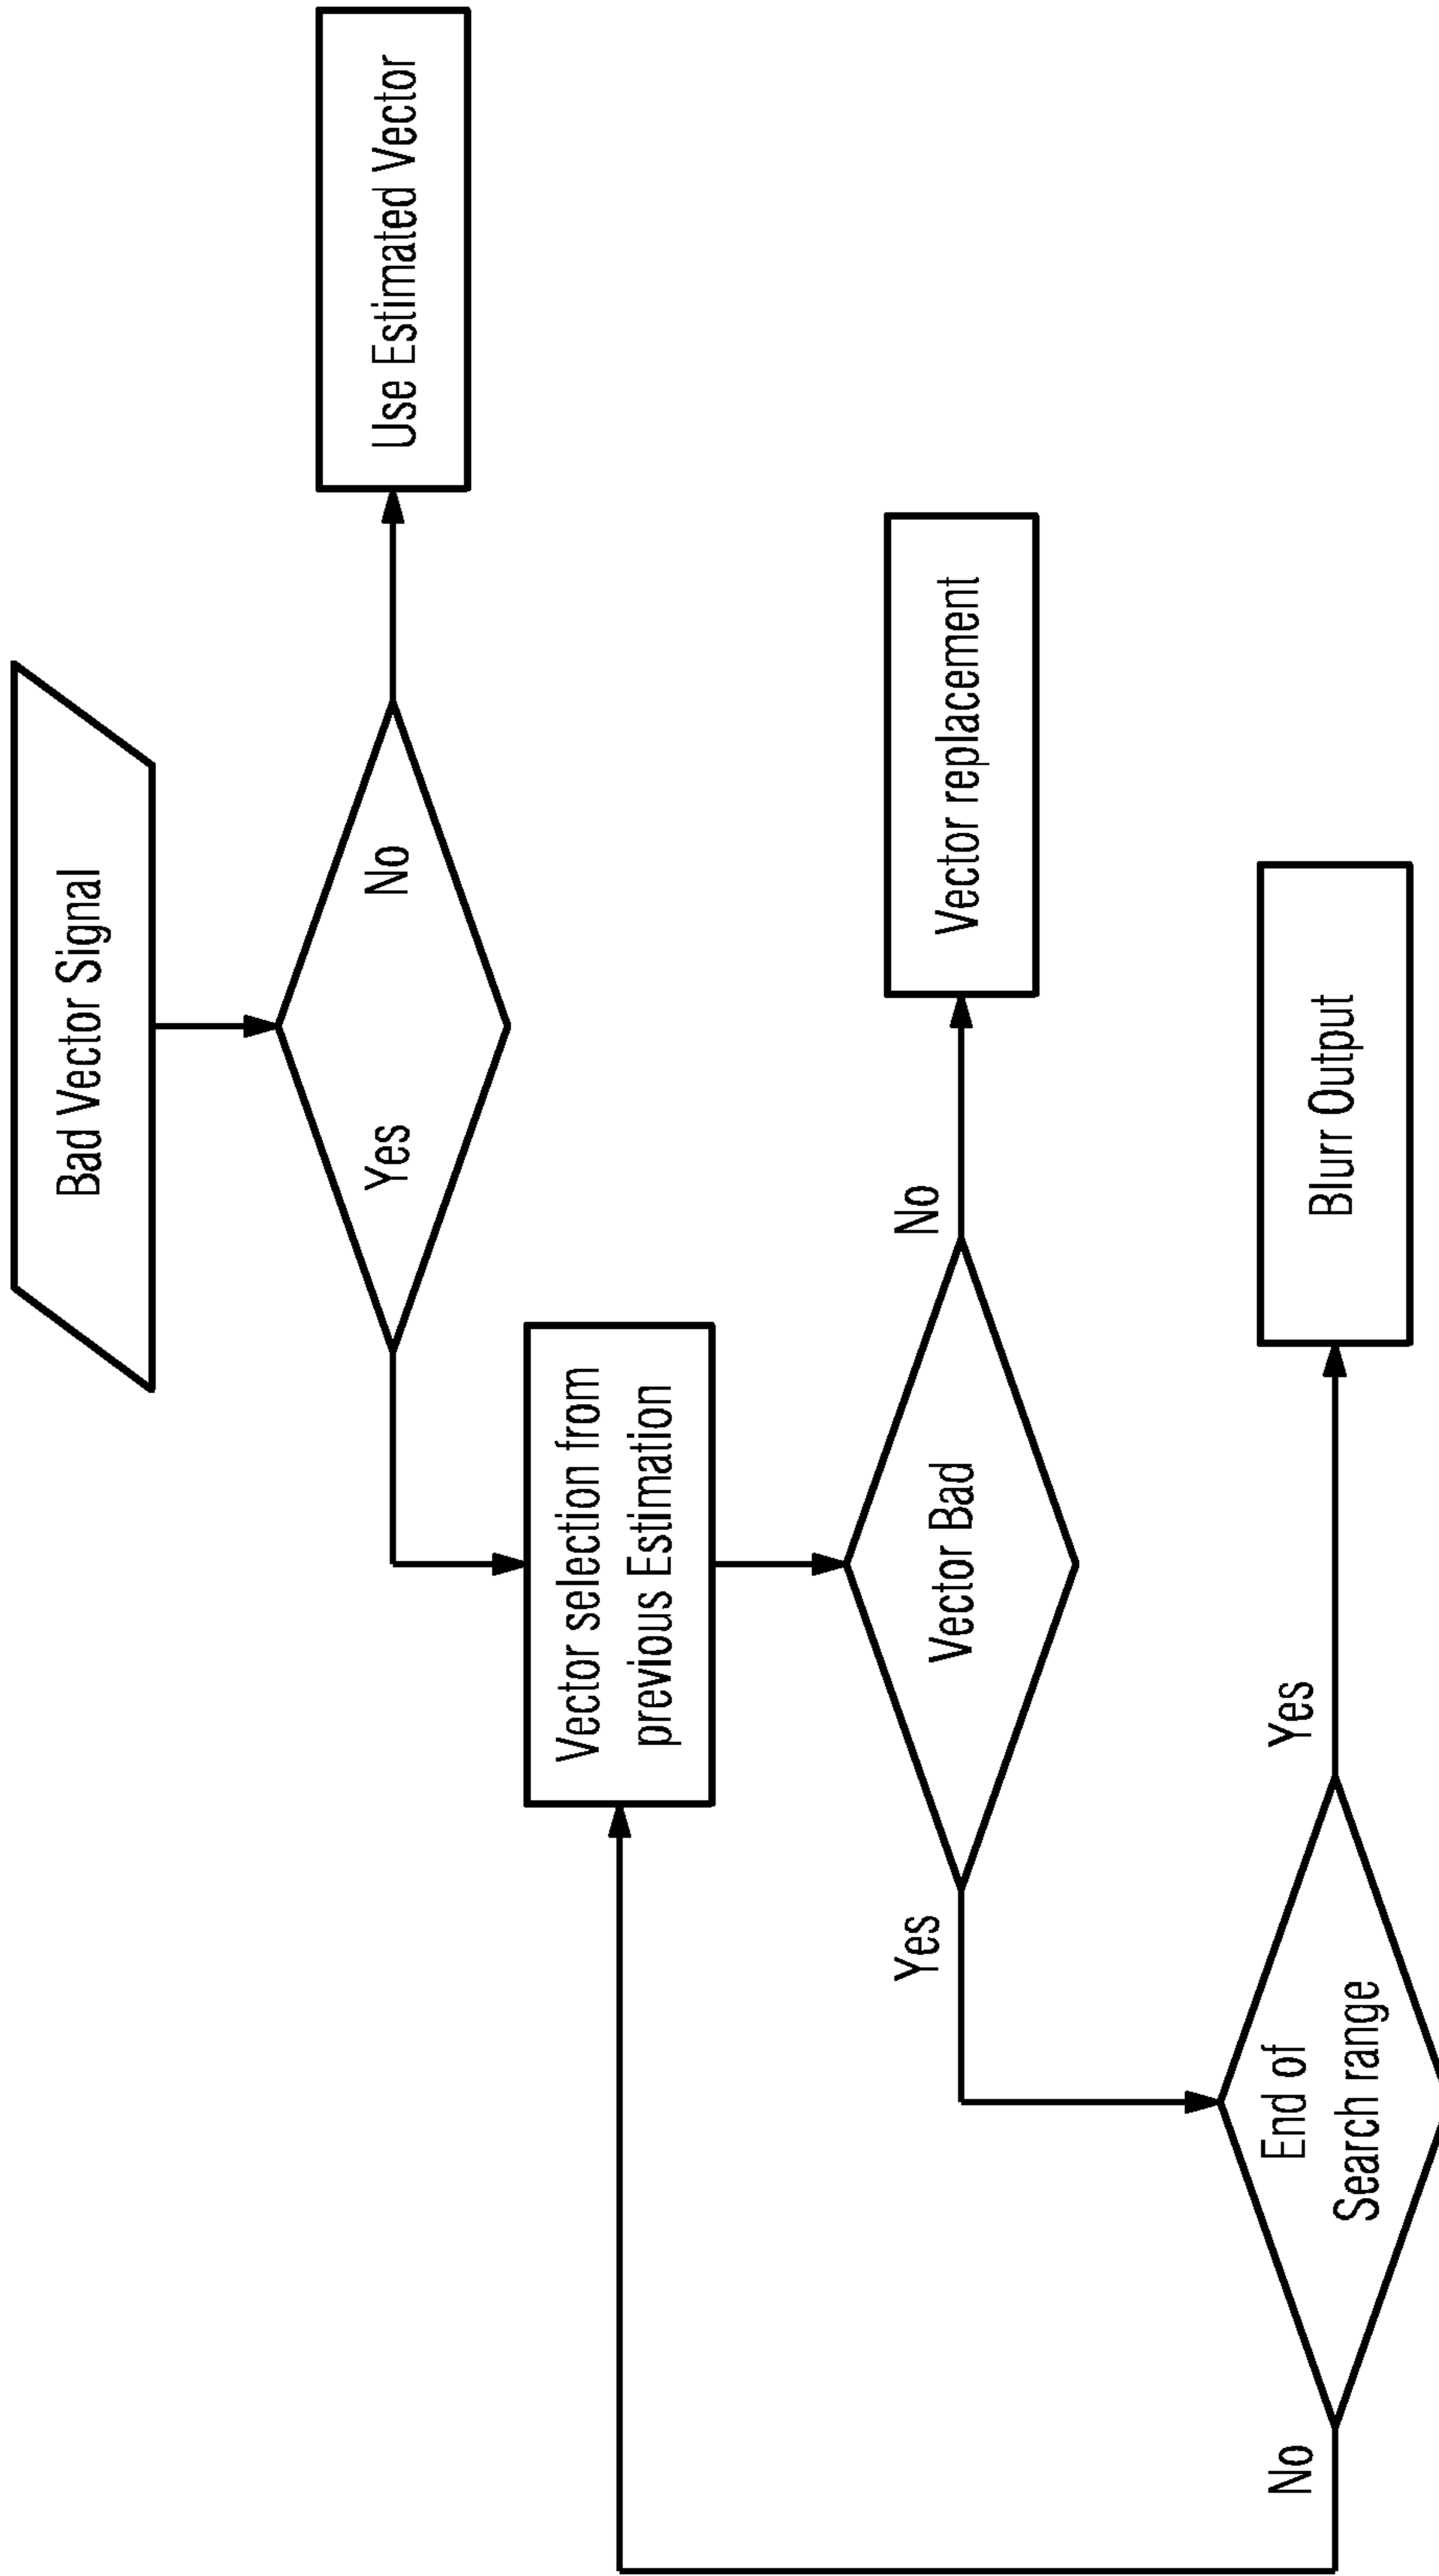 Bad Vector Signal
Yes
No
Use Estimated Vector
Vector selection from
previous Estimation
Vector Bad
Yes
No
Vector replacement
End of
Search range
No
Yes
Blurr Output